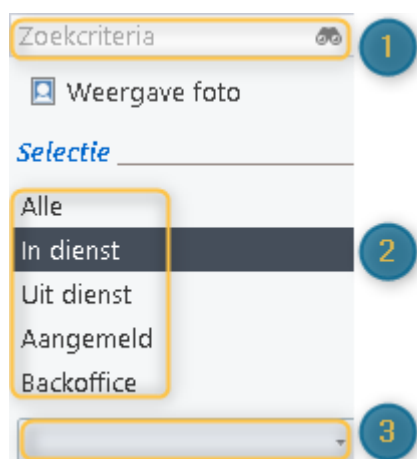 Zoekcriteria
1
Weergave foto
Selectie
Alle
In dienst
2
Uit dienst
Aangemeld
Backoffice
3